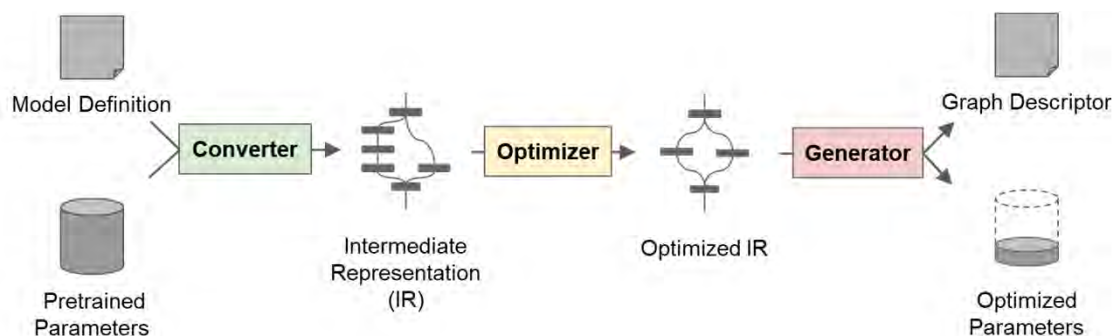 Model Definition
Pretrained
Parameters
Converter
Intermediate
Representation
(IR)
Optimizer
Optimized IR
Generator
Graph Descriptor
Optimized
Parameters